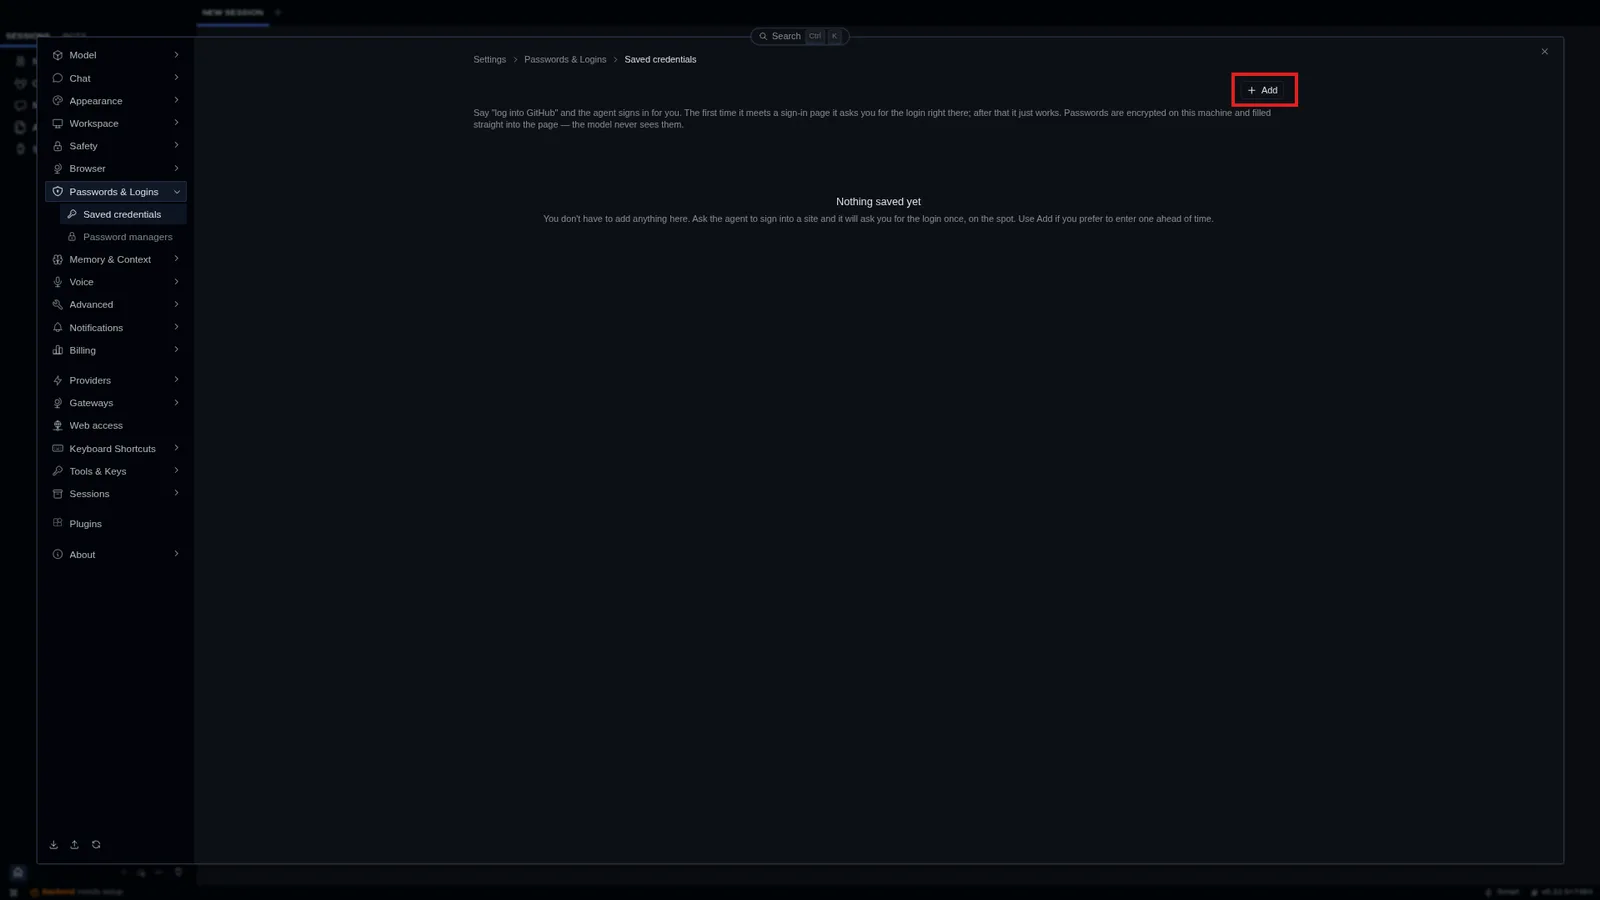 NEW SESSION
SESSIONS
Search Ctrl K
Model
Chat
Appearance
Workspace
Safety
Browser
Passwords & Logins
Saved credentials
Password managers
Memory & Context
Voice
Advanced
Notifications
Billing
Providers
Gateways
Web access
Keyboard Shortcuts
Tools & Keys
Sessions
Plugins
About
Settings > Passwords & Logins > Saved credentials
+ Add
Say "log into GitHub" and the agent signs in for you. The first time it meets a sign-in page it asks you for the login right there; after that it just works. Passwords are encrypted on this machine and filled
straight into the page — the model never sees them.
Nothing saved yet
You don't have to add anything here. Ask the agent to sign into a site and it will ask you for the login once, on the spot. Use Add if you prefer to enter one ahead of time.
Backend needs setup